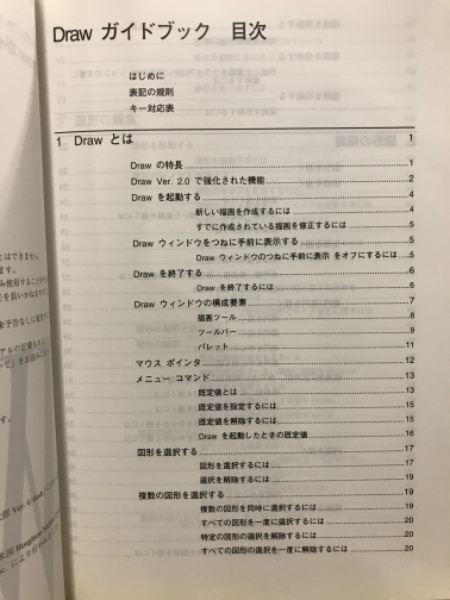 Draw ガイドブック 目次
はじめに
表記の規則
キー対応表
1 Draw とは 1
Draw の特長 1
Draw Ver. 2.0 で強化された機能 2
Draw を起動する 4
新しい描画を作成するには 4
すでに作成されている描画を修正するには 5
Draw ウィンドウをつねに手前に表示する 5
Draw ウィンドウのつねに手前に表示 をオフにするには 5
Draw を終了する 6
Draw を終了するには 6
Draw ウィンドウの構成要素 7
描画ツール 8
ツールバー 9
パレット 11
マウス ポインタ 12
メニュー コマンド 13
既定値とは 13
既定値を設定するには 15
既定値を解除するには 15
Draw を起動したときの既定値 16
図形を選択する 17
図形を選択するには 17
選択を解除するには 19
複数の図形を選択する 19
複数の図形を同時に選択するには 19
すべての図形を一度に選択するには 20
特定の図形の選択を解除するには 20
すべての図形の選択を一度に解除するには 20
とはできません。
ます。